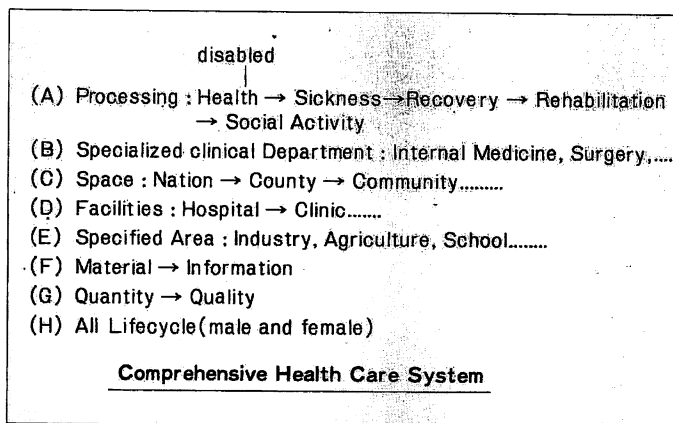 disabled
(A) Processing : Health → Sickness→Recovery → Rehabilitation
→ Social Activity
(B) Specialized clinical Department : Internal Medicine, Surgery,....
(C) Space : Nation → County → Community.........
(D) Facilities : Hospital → Clinic.......
(E) Specified Area : Industry, Agriculture, School........
(F) Material → Information
(G) Quantity → Quality
(H) All Lifecycle(male and female)
Comprehensive Health Care System